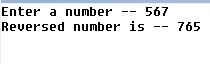 Enter a number -- 567
Reversed number is -- 765